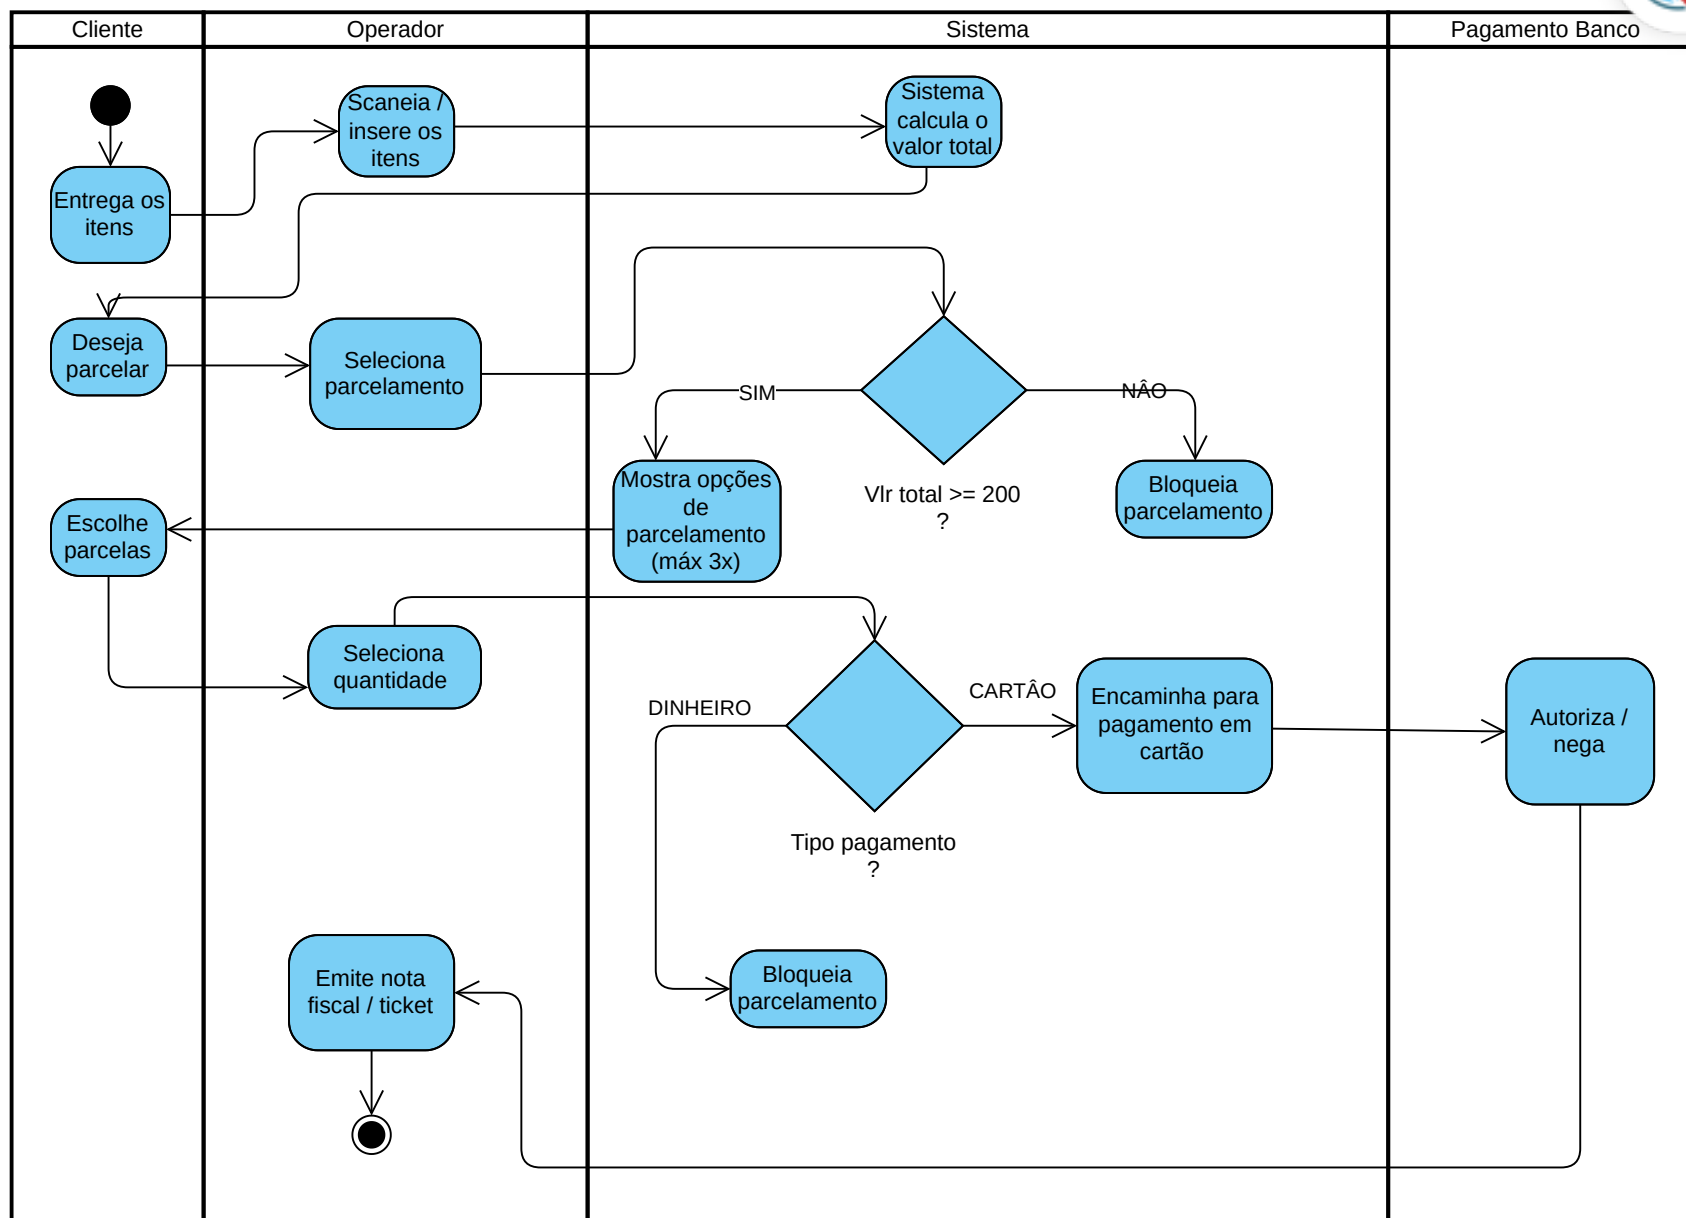 Cliente
Operador
Sistema
Pagamento Banco
Scaneia /
insere os
itens
Sistema
calcula o
valor total
Entrega os
itens
Deseja
parcelar
Seleciona
parcelamento
SIM
NÂO
Mostra opções
de
parcelamento
(máx 3x)
Vlr total >= 200
?
Bloqueia
parcelamento
Escolhe
parcelas
Seleciona
quantidade
DINHEIRO
CARTÂO
Encaminha para
pagamento em
cartão
Autoriza /
nega
Tipo pagamento
?
Emite nota
fiscal / ticket
Bloqueia
parcelamento